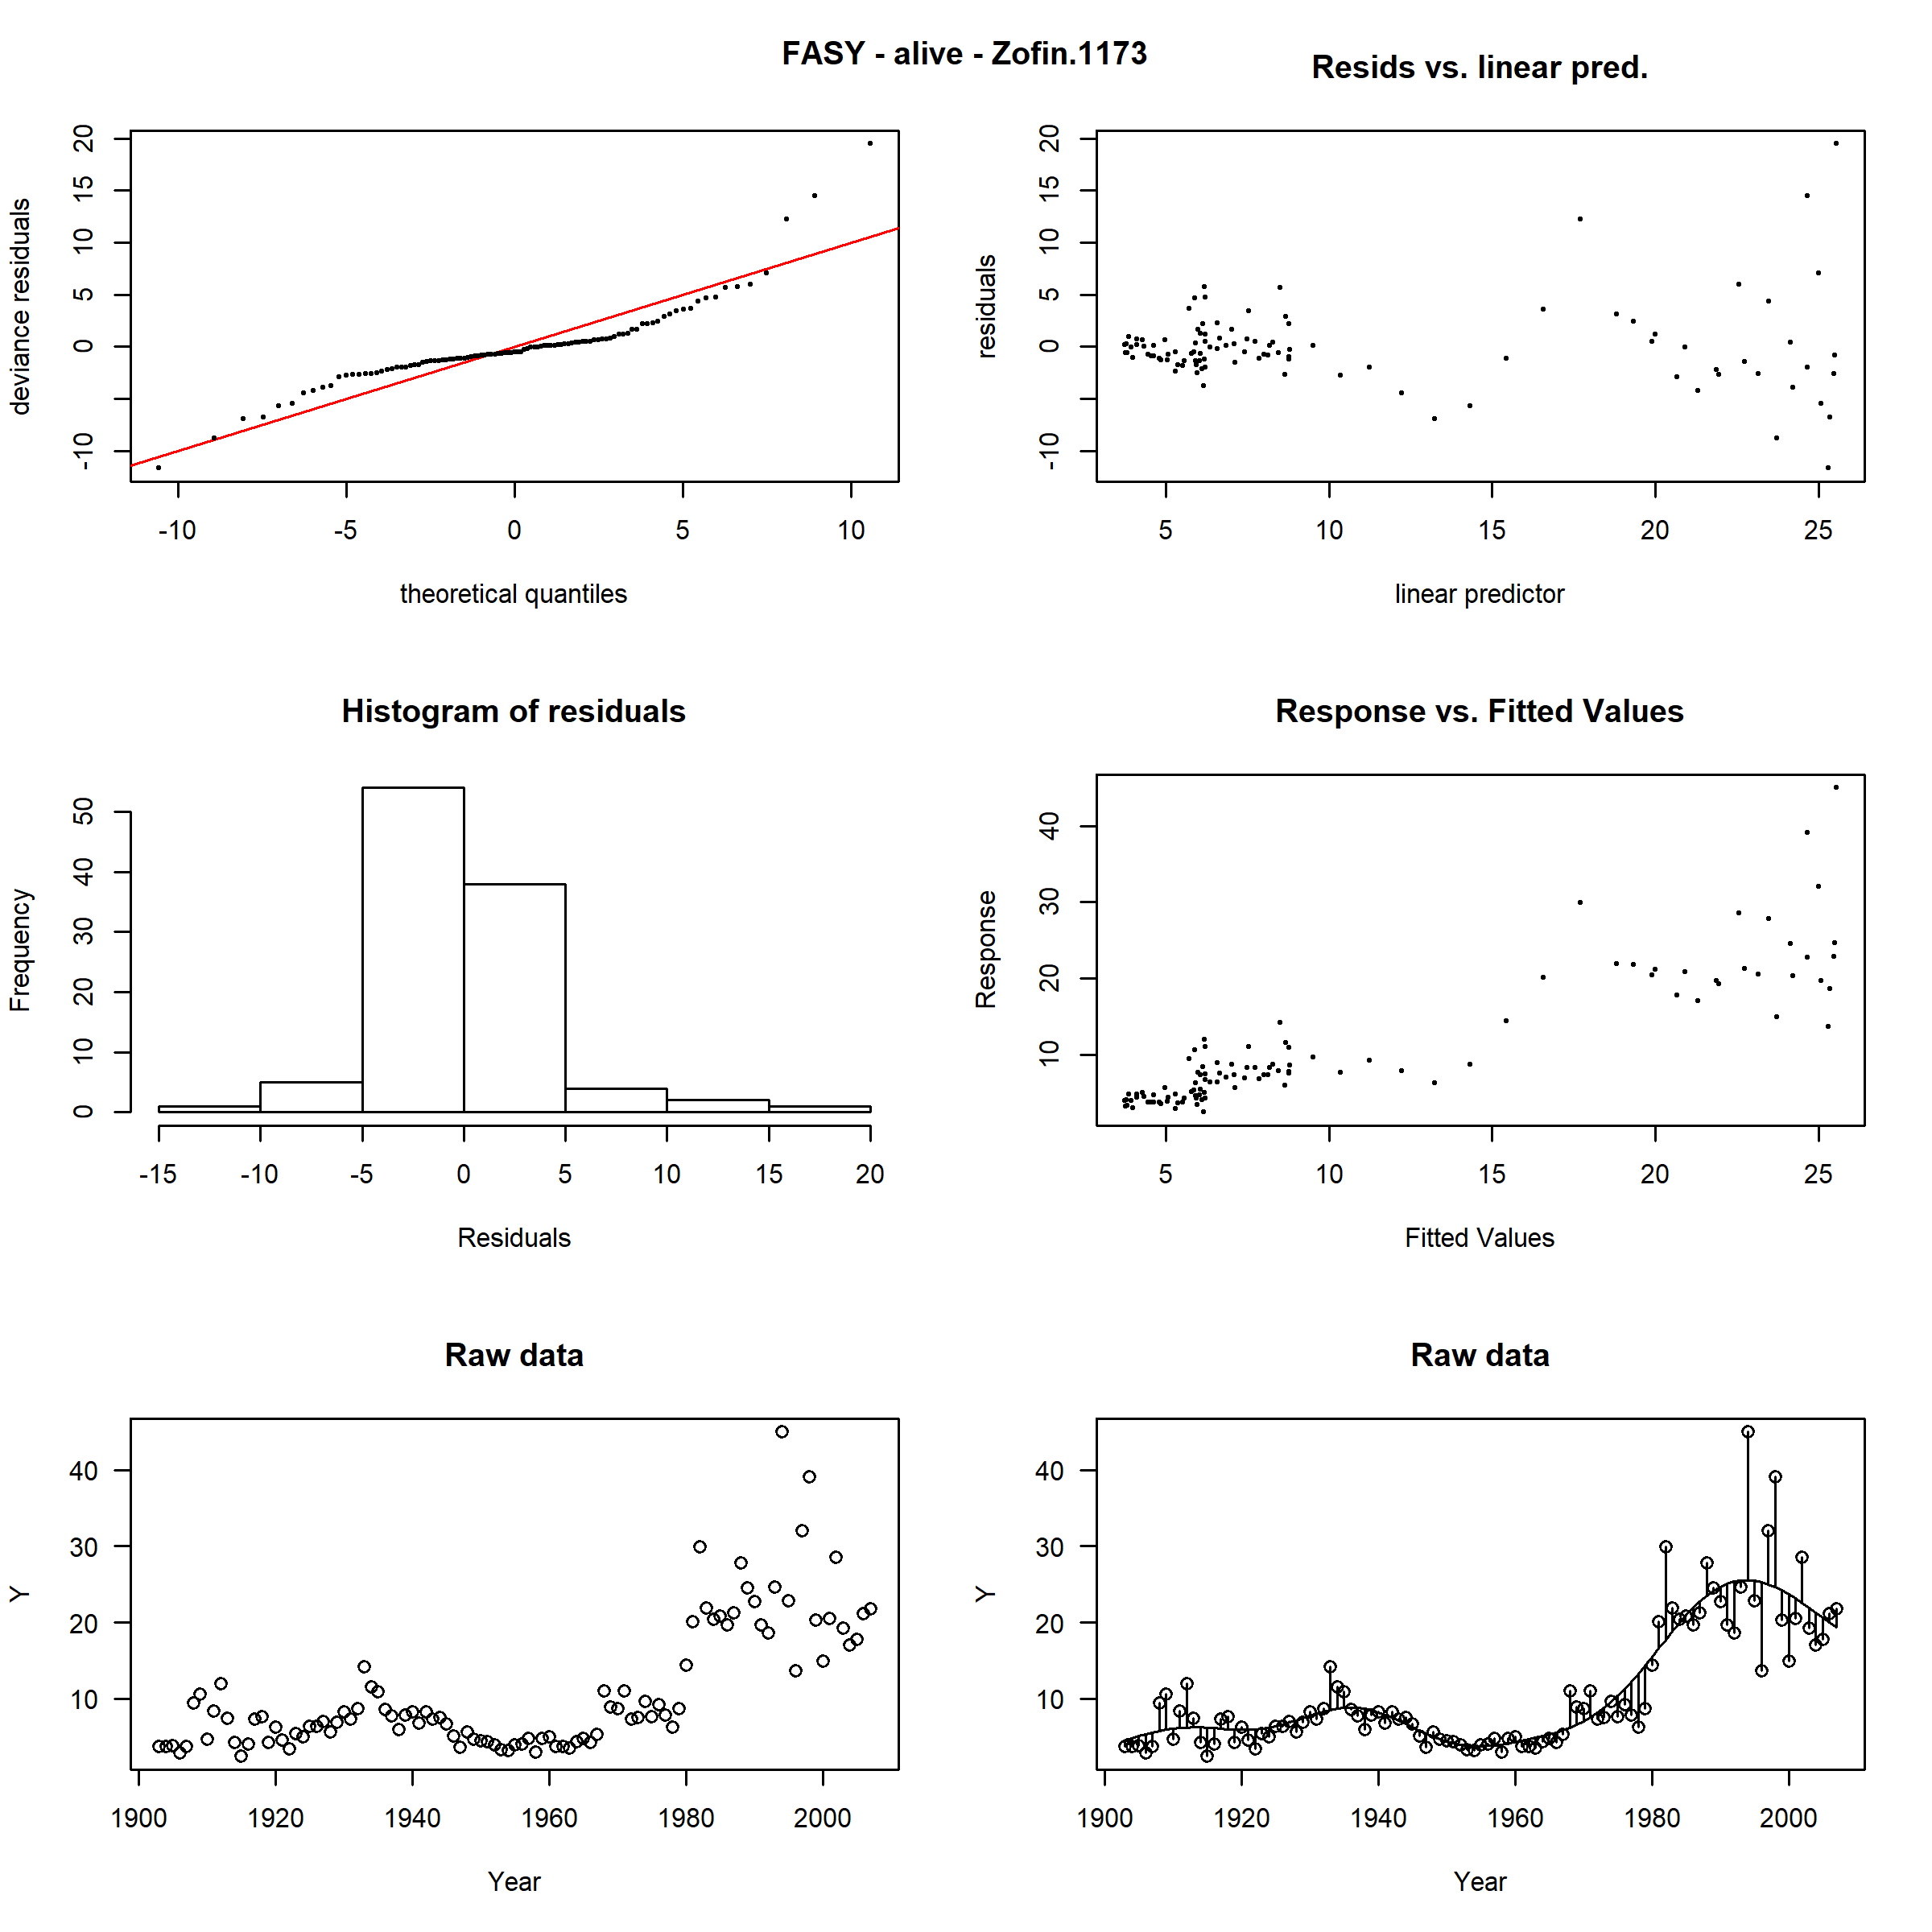 FASY - alive - Zofin.1173
Resids vs. linear pred.
deviance residuals
-10 0 5 10 15 20
-10 -5 0 5 10
theoretical quantiles
residuals
-10 0 5 10 15 20
5 10 15 20 25
linear predictor
Histogram of residuals
Frequency
0 10 20 30 40 50
-15 -10 -5 0 5 10 15 20
Residuals
Response vs. Fitted Values
Response
10 20 30 40
5 10 15 20 25
Fitted Values
Raw data
Y
10 20 30 40
1900 1920 1940 1960 1980 2000
Year
Raw data
Y
10 20 30 40
1900 1920 1940 1960 1980 2000
Year